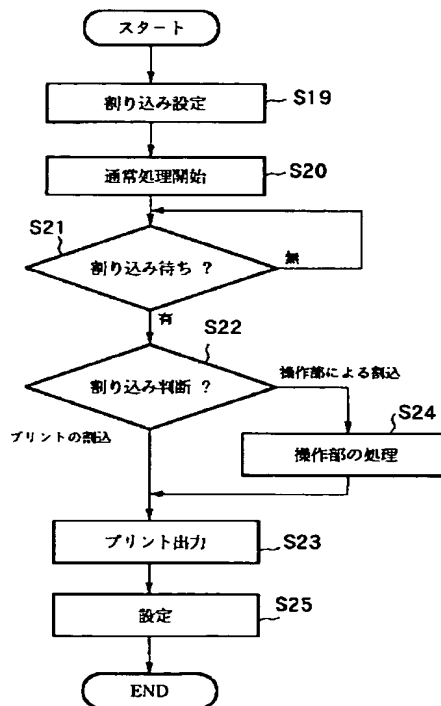 スタート
割り込み設定
S19
通常処理開始
S20
S21
割り込み待ち ?
無
有
S22
割り込み判断 ?
操作部による割込
プリントの割込
S24
操作部の処理
プリント出力
S23
設定
S25
END